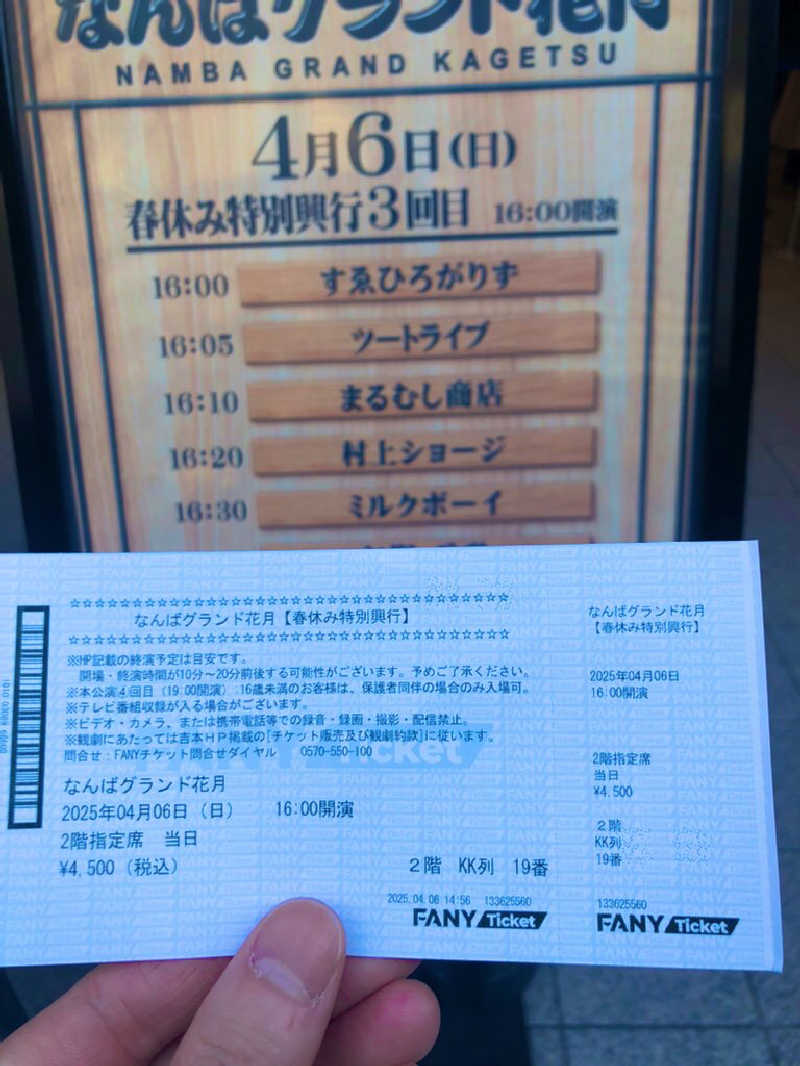 なんばグランド花月
NAMBA GRAND KAGETSU
4月6日(日)
春休み特別興行3回目 16:00開演
16:00 すゑひろがりず
16:05 ツートライブ
16:10 まるむし商店
16:20 村上ショージ
16:30 ミルクボーイ
☆☆☆☆☆☆☆☆☆☆☆☆☆☆☆☆☆☆☆☆☆☆☆☆☆☆☆☆☆☆☆☆☆☆☆
なんばグランド花月【春休み特別興行】
☆☆☆☆☆☆☆☆☆☆☆☆☆☆☆☆☆☆☆☆☆☆☆☆☆☆☆☆☆☆☆☆☆☆☆
※HP記載の終演予定は目安です。
開場・終演時間が10分～20分前後する可能性がございます。予めご了承ください。
※本公演4回目(19:00開演):16歳未満のお客様は、保護者同伴の場合のみ入場可。
※テレビ番組収録が入る場合がございます。
※ビデオ・カメラ、または携帯電話等での録音・録画・撮影・配信禁止。
※観劇にあたっては吉本HP掲載の[チケット販売及び観劇約款]に従います。
問合せ:FANYチケット問合せダイヤル 0570-550-100
なんばグランド花月
2025年04月06日(日) 16:00開演
2階指定席 当日
¥4,500(税込)
2階 KK列 19番
2025.04.06 14:56 133625560
FANY Ticket
なんばグランド花月
【春休み特別興行】
2025年04月06日
16:00開演
2階指定席
当日
¥4,500
2階
KK列
19番
133625560
FANY Ticket